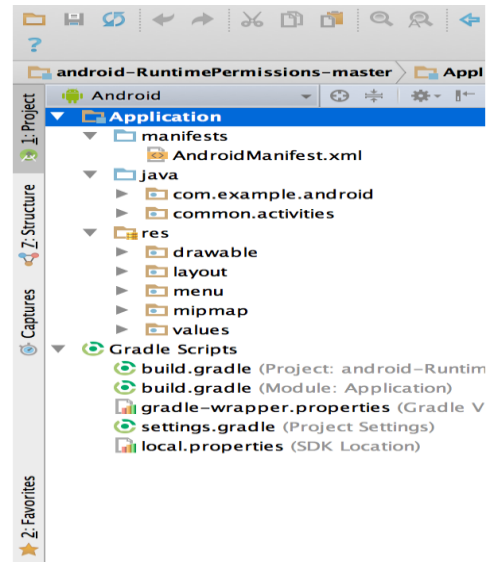 ?
android-RuntimePermissions-master
Appl
Android
Application
manifests
AndroidManifest.xml
java
com.example.android
common.activities
res
drawable
layout
menu
mipmap
values
Gradle Scripts
build.gradle (Project: android-Runtim
build.gradle (Module: Application)
gradle-wrapper.properties (Gradle V
settings.gradle (Project Settings)
local.properties (SDK Location)
1: Project
7: Structure
Captures
2: Favorites